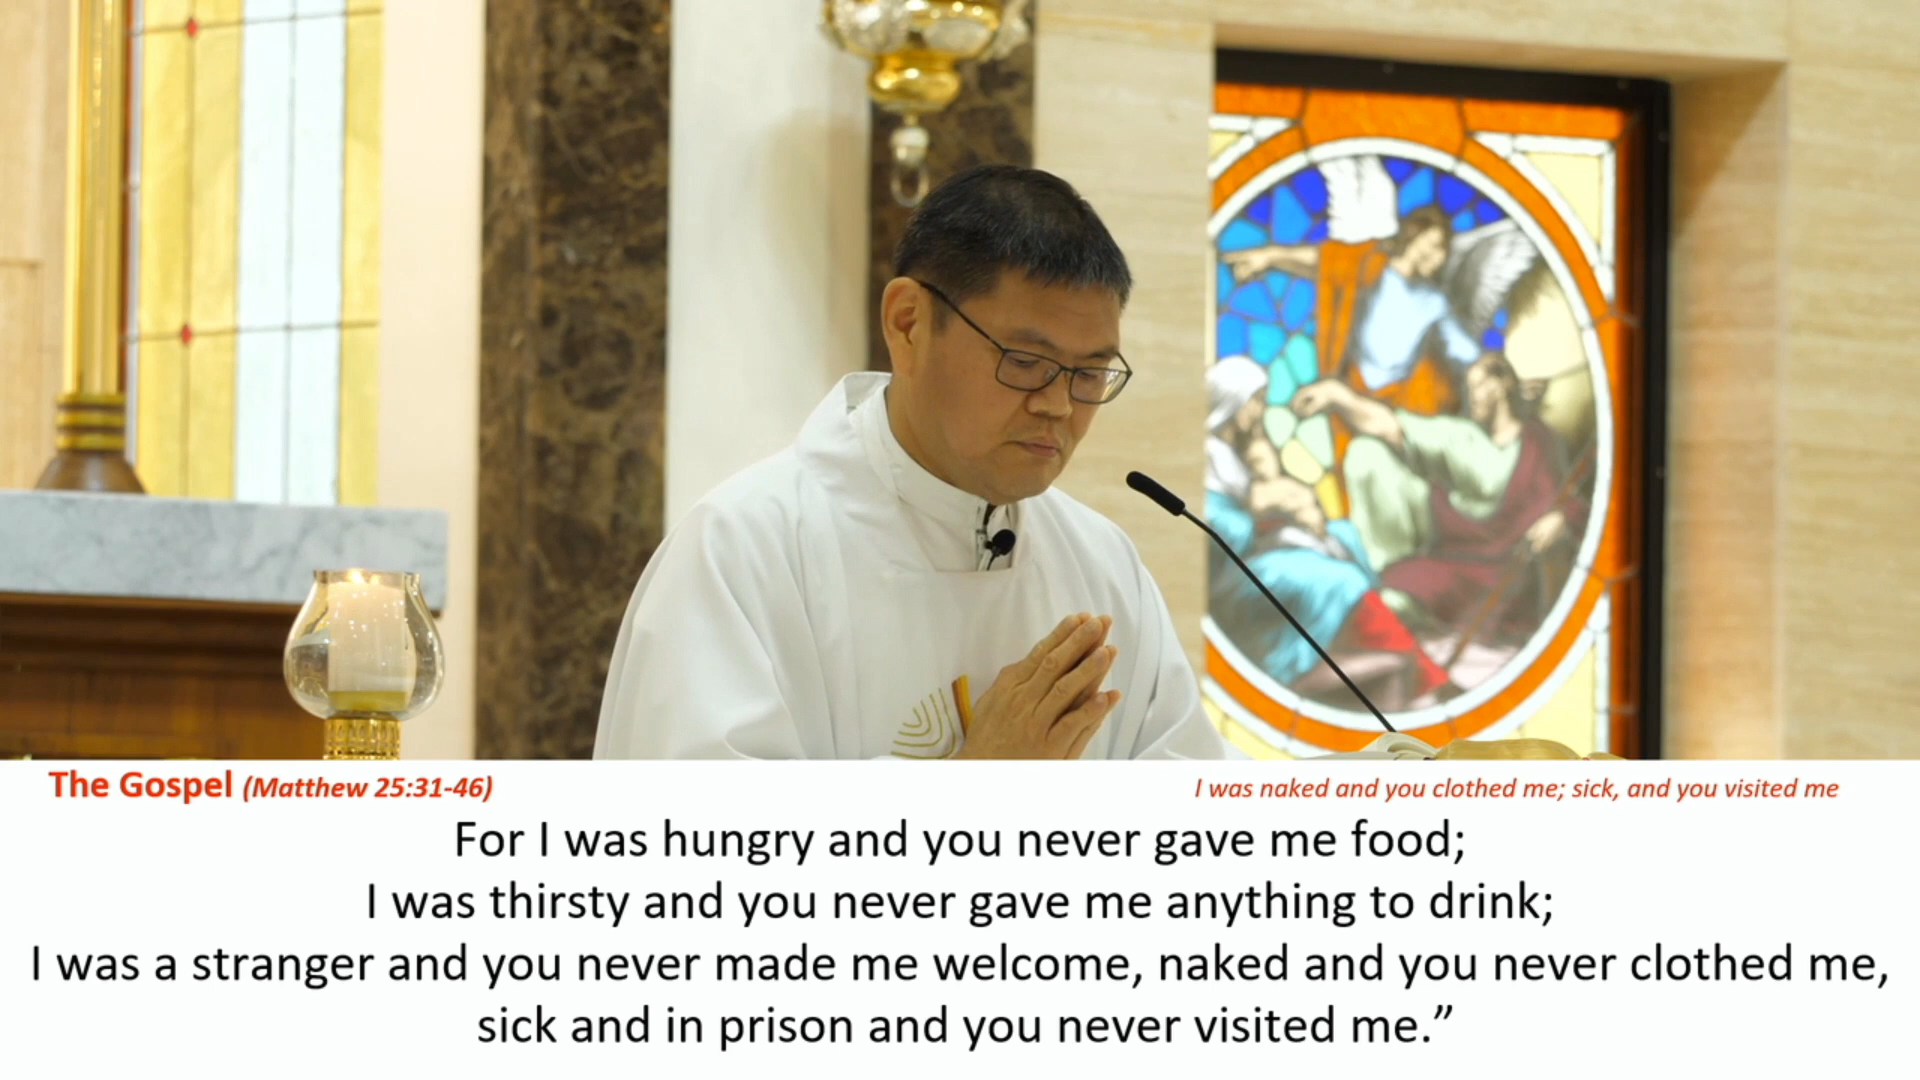 The Gospel (Matthew 25:31-46)
I was naked and you clothed me; sick, and you visited me
For I was hungry and you never gave me food;
I was thirsty and you never gave me anything to drink;
I was a stranger and you never made me welcome, naked and you never clothed me,
sick and in prison and you never visited me.”